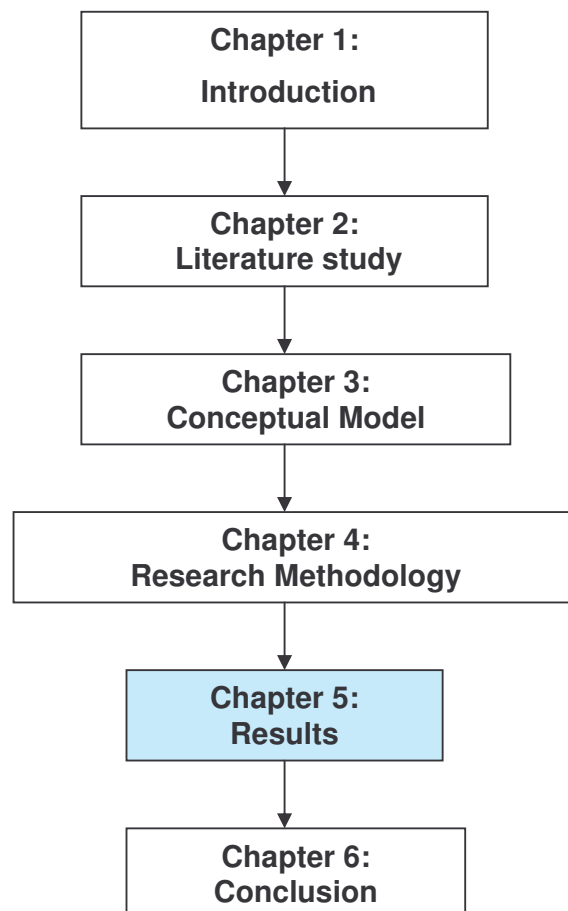 Chapter 1:
Introduction
Chapter 2:
Literature study
Chapter 3:
Conceptual Model
Chapter 4:
Research Methodology
Chapter 5:
Results
Chapter 6:
Conclusion